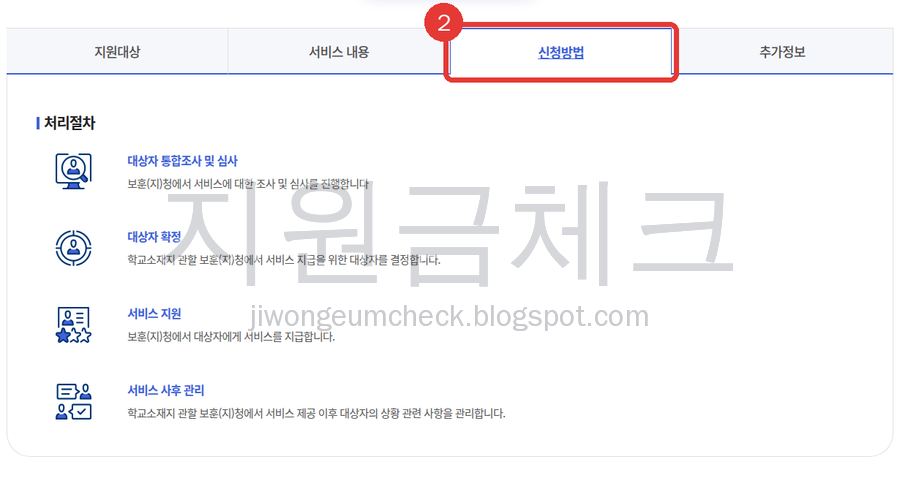 2
지원대상
서비스 내용
신청방법
추가정보
처리절차
대상자 통합조사 및 심사
보훈(지)청에서 서비스에 대한 조사 및 심사를 진행합니다
대상자 확정
학교소재지 관할 보훈(지)청에서 서비스 지급을 위한 대상자를 결정합니다.
지원금체크
서비스 지원
jiwongeumcheck.blogspot.com
보훈(지)청에서 대상자에게 서비스를 지급합니다.
서비스 사후 관리
학교소재지 관할 보훈(지)청에서 서비스 제공 이후 대상자의 상황 관련 사항을 관리합니다.